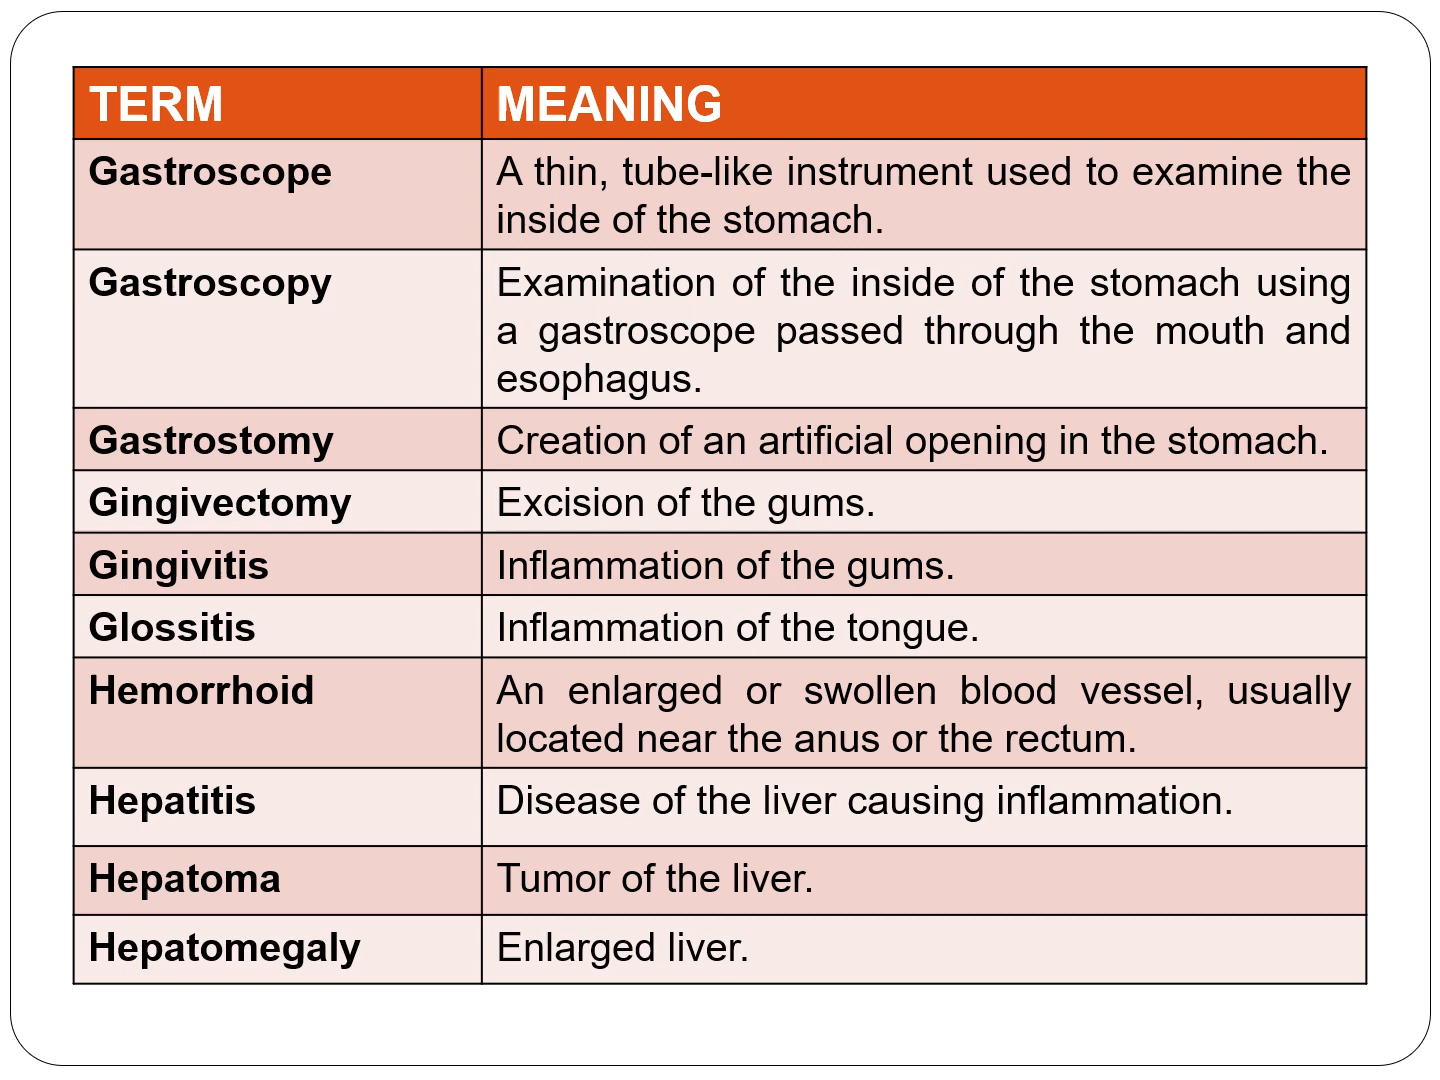 TERM
MEANING
Gastroscope
A thin, tube-like instrument used to examine the
inside of the stomach.
Gastroscopy
Examination of the inside of the stomach using
a gastroscope passed through the mouth and
esophagus.
Gastrostomy
Creation of an artificial opening in the stomach.
Gingivectomy
Excision of the gums.
Gingivitis
Inflammation of the gums.
Glossitis
Inflammation of the tongue.
Hemorrhoid
An enlarged or swollen blood vessel, usually
located near the anus or the rectum.
Hepatitis
Disease of the liver causing inflammation.
Hepatoma
Tumor of the liver.
Hepatomegaly
Enlarged liver.